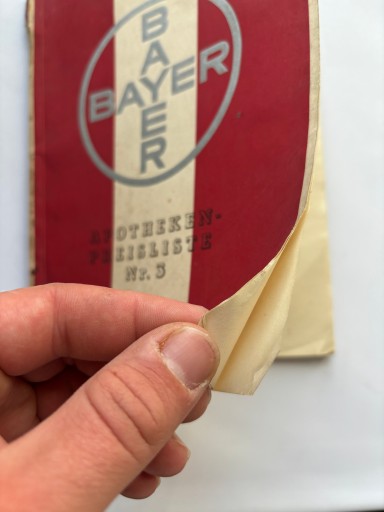 BAYER
BAYER
APOTHEKEN-
PREISLISTE
Nr. 3